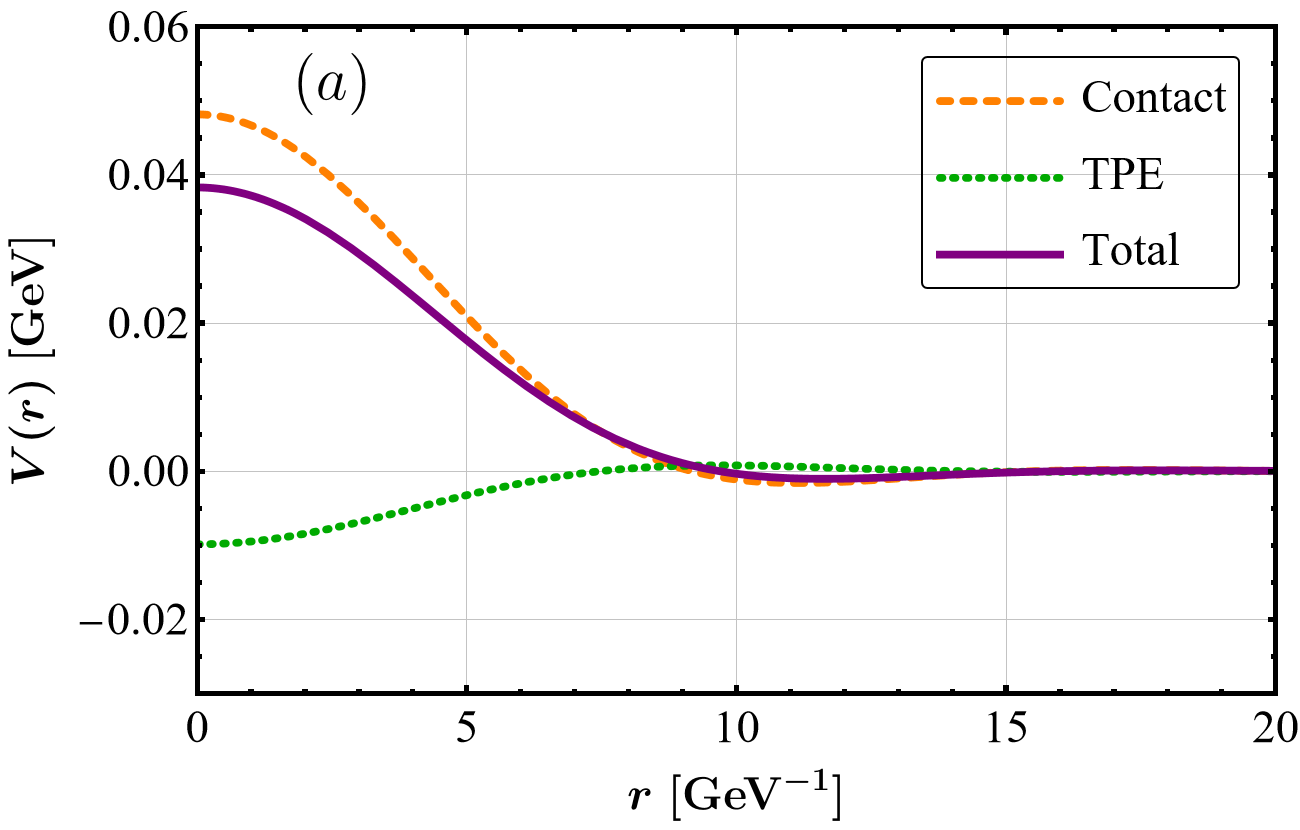 (a)
Contact
TPE
Total
V(r) [GeV]
0.06
0.04
0.02
0.00
−0.02
0 5 10 15 20
r [GeV⁻¹]